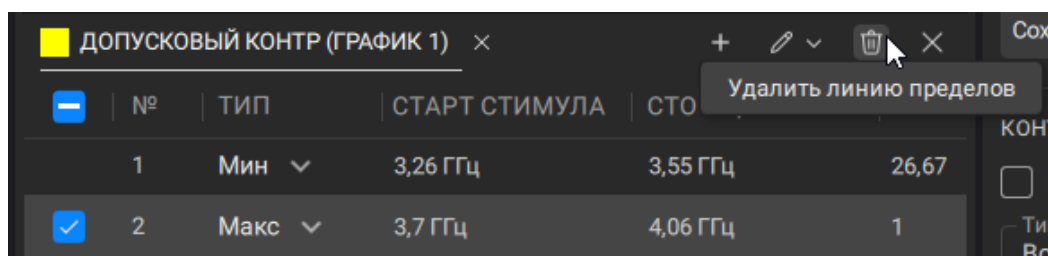 ДОПУСКОВЫЙ КОНТР (ГРАФИК 1)
Удалить линию пределов
№ ТИП СТАРТ СТИМУЛА
1 Мин 3,26 ГГц 3,55 ГГц 26,67
2 Макс 3,7 ГГц 4,06 ГГц 1